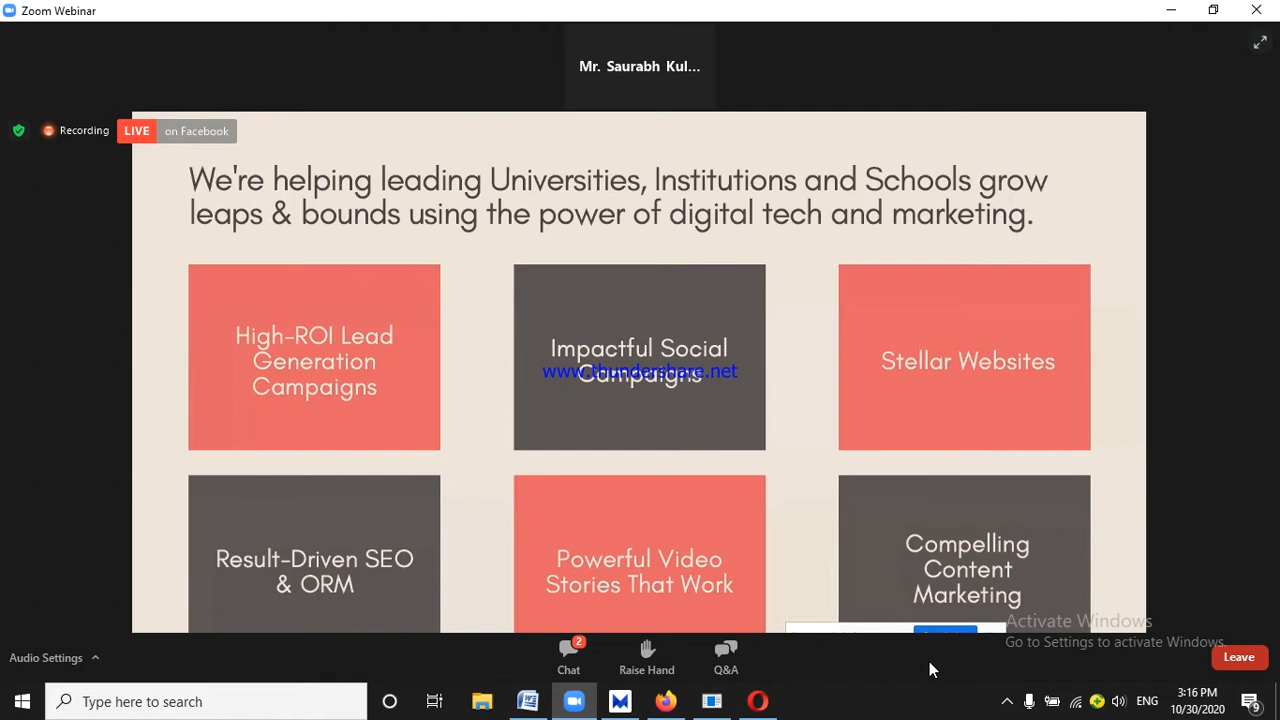 Zoom Webinar
Mr. Saurabh Kul...
Recording
LIVE on Facebook
We're helping leading Universities, Institutions and Schools grow
leaps & bounds using the power of digital tech and marketing.
High-ROI Lead
Generation
Campaigns
Impactful Social
Campaigns
www.thundershare.net
Stellar Websites
Result-Driven SEO
& ORM
Powerful Video
Stories That Work
Compelling
Content
Marketing
Activate Windows
Go to Settings to activate Windows.
Audio Settings
2
Chat
Raise Hand
Q&A
Leave
Type here to search
ENG
3:16 PM
10/30/2020
9